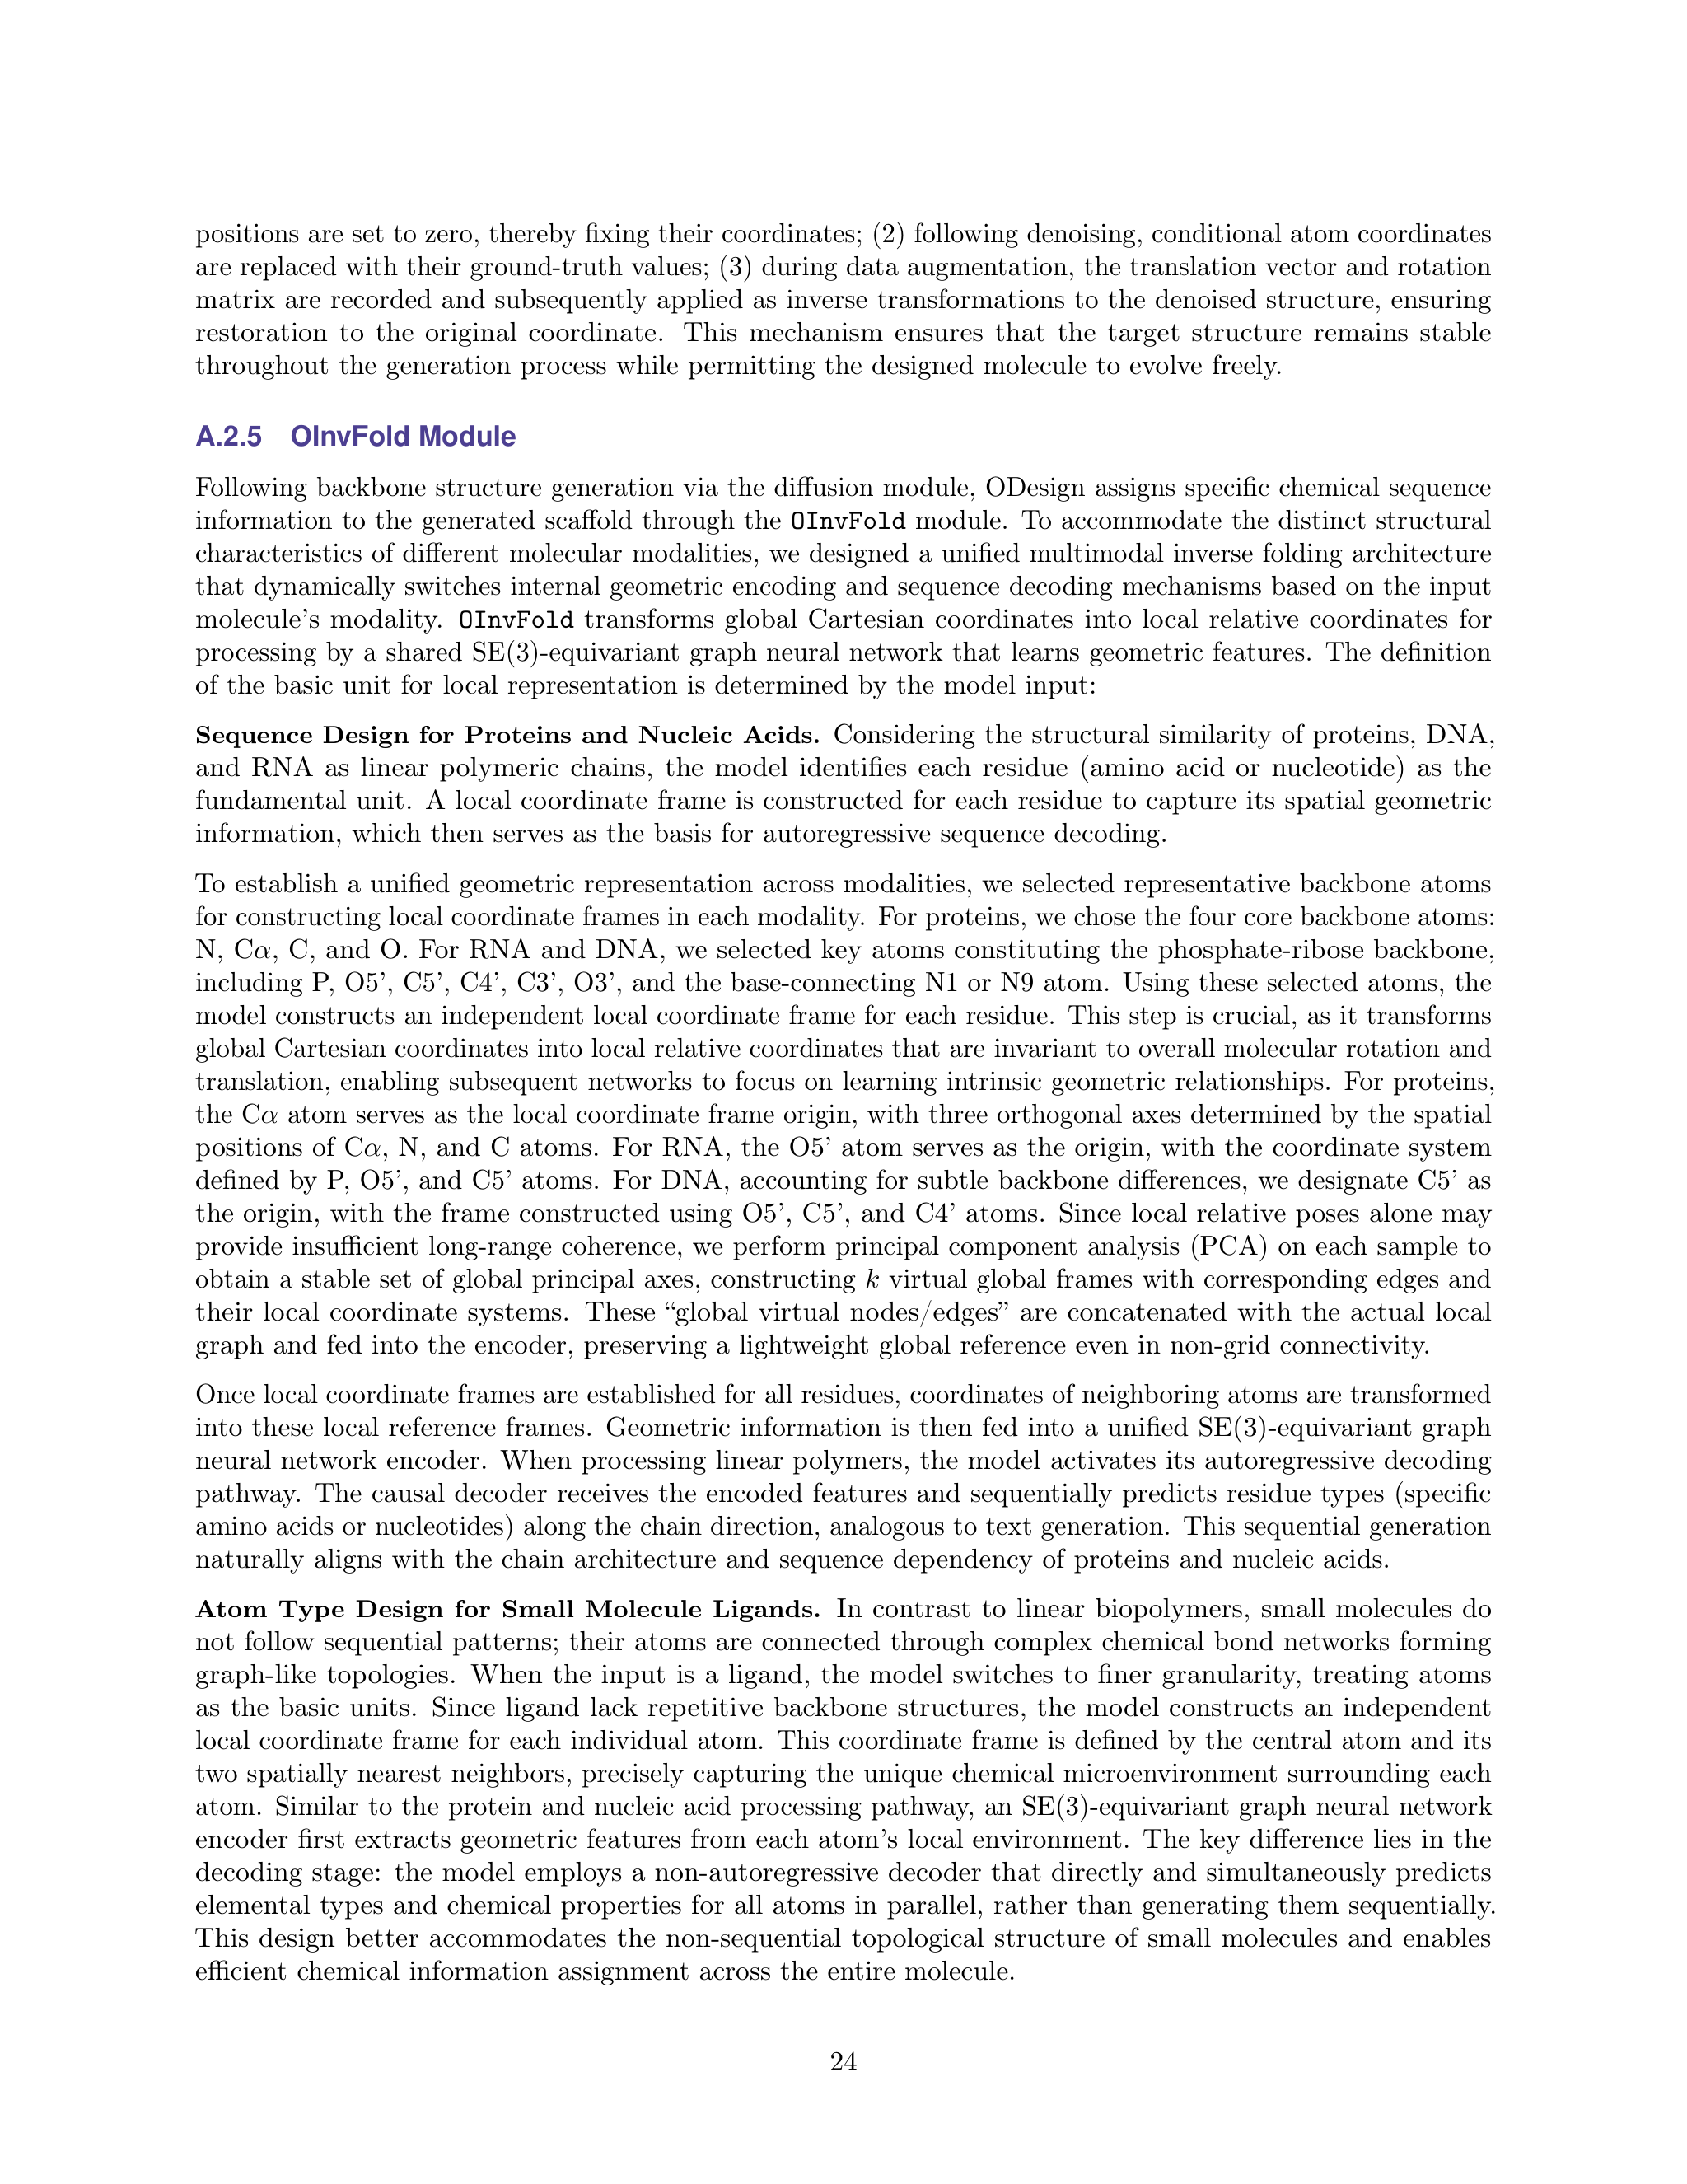 positions are set to zero, thereby fixing their coordinates; (2) following denoising, conditional atom coordinates
are replaced with their ground-truth values; (3) during data augmentation, the translation vector and rotation
matrix are recorded and subsequently applied as inverse transformations to the denoised structure, ensuring
restoration to the original coordinate. This mechanism ensures that the target structure remains stable
throughout the generation process while permitting the designed molecule to evolve freely.
A.2.5 OInvFold Module
Following backbone structure generation via the diffusion module, ODesign assigns specific chemical sequence
information to the generated scaffold through the OInvFold module. To accommodate the distinct structural
characteristics of different molecular modalities, we designed a unified multimodal inverse folding architecture
that dynamically switches internal geometric encoding and sequence decoding mechanisms based on the input
molecule's modality. OInvFold transforms global Cartesian coordinates into local relative coordinates for
processing by a shared SE(3)-equivariant graph neural network that learns geometric features. The definition
of the basic unit for local representation is determined by the model input:
Sequence Design for Proteins and Nucleic Acids. Considering the structural similarity of proteins, DNA,
and RNA as linear polymeric chains, the model identifies each residue (amino acid or nucleotide) as the
fundamental unit. A local coordinate frame is constructed for each residue to capture its spatial geometric
information, which then serves as the basis for autoregressive sequence decoding.
To establish a unified geometric representation across modalities, we selected representative backbone atoms
for constructing local coordinate frames in each modality. For proteins, we chose the four core backbone atoms:
N, Cα, C, and O. For RNA and DNA, we selected key atoms constituting the phosphate-ribose backbone,
including P, O5', C5', C4', C3', O3', and the base-connecting N1 or N9 atom. Using these selected atoms, the
model constructs an independent local coordinate frame for each residue. This step is crucial, as it transforms
global Cartesian coordinates into local relative coordinates that are invariant to overall molecular rotation and
translation, enabling subsequent networks to focus on learning intrinsic geometric relationships. For proteins,
the Cα atom serves as the local coordinate frame origin, with three orthogonal axes determined by the spatial
positions of Cα, N, and C atoms. For RNA, the O5' atom serves as the origin, with the coordinate system
defined by P, O5', and C5' atoms. For DNA, accounting for subtle backbone differences, we designate C5' as
the origin, with the frame constructed using O5', C5', and C4' atoms. Since local relative poses alone may
provide insufficient long-range coherence, we perform principal component analysis (PCA) on each sample to
obtain a stable set of global principal axes, constructing k virtual global frames with corresponding edges and
their local coordinate systems. These “global virtual nodes/edges” are concatenated with the actual local
graph and fed into the encoder, preserving a lightweight global reference even in non-grid connectivity.
Once local coordinate frames are established for all residues, coordinates of neighboring atoms are transformed
into these local reference frames. Geometric information is then fed into a unified SE(3)-equivariant graph
neural network encoder. When processing linear polymers, the model activates its autoregressive decoding
pathway. The causal decoder receives the encoded features and sequentially predicts residue types (specific
amino acids or nucleotides) along the chain direction, analogous to text generation. This sequential generation
naturally aligns with the chain architecture and sequence dependency of proteins and nucleic acids.
Atom Type Design for Small Molecule Ligands. In contrast to linear biopolymers, small molecules do
not follow sequential patterns; their atoms are connected through complex chemical bond networks forming
graph-like topologies. When the input is a ligand, the model switches to finer granularity, treating atoms
as the basic units. Since ligand lack repetitive backbone structures, the model constructs an independent
local coordinate frame for each individual atom. This coordinate frame is defined by the central atom and its
two spatially nearest neighbors, precisely capturing the unique chemical microenvironment surrounding each
atom. Similar to the protein and nucleic acid processing pathway, an SE(3)-equivariant graph neural network
encoder first extracts geometric features from each atom's local environment. The key difference lies in the
decoding stage: the model employs a non-autoregressive decoder that directly and simultaneously predicts
elemental types and chemical properties for all atoms in parallel, rather than generating them sequentially.
This design better accommodates the non-sequential topological structure of small molecules and enables
efficient chemical information assignment across the entire molecule.
24